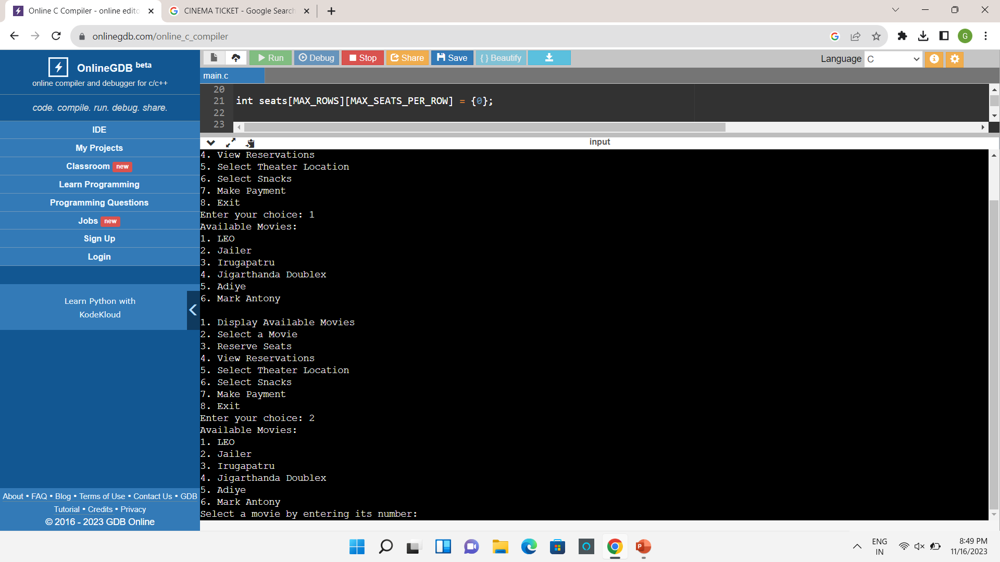 Online C Compiler - online edito
CINEMA TICKET - Google Search
onlinegdb.com/online_c_compiler
G
OnlineGDB beta
online compiler and debugger for c/c++
code. compile. run. debug. share.
IDE
My Projects
Classroom new
Learn Programming
Programming Questions
Jobs new
Sign Up
Login
Learn Python with
KodeKloud
About • FAQ • Blog • Terms of Use • Contact Us • GDB
Tutorial • Credits • Privacy
© 2016 - 2023 GDB Online
Run Debug Stop Share Save { } Beautify
Language C
main.c
20
21 int seats[MAX_ROWS][MAX_SEATS_PER_ROW] = {0};
22
23
input
4. View Reservations
5. Select Theater Location
6. Select Snacks
7. Make Payment
8. Exit
Enter your choice: 1
Available Movies:
1. LEO
2. Jailer
3. Irugapatru
4. Jigarthanda Doublex
5. Adiye
6. Mark Antony
1. Display Available Movies
2. Select a Movie
3. Reserve Seats
4. View Reservations
5. Select Theater Location
6. Select Snacks
7. Make Payment
8. Exit
Enter your choice: 2
Available Movies:
1. LEO
2. Jailer
3. Irugapatru
4. Jigarthanda Doublex
5. Adiye
6. Mark Antony
Select a movie by entering its number:
ENG
IN
8:49 PM
11/16/2023